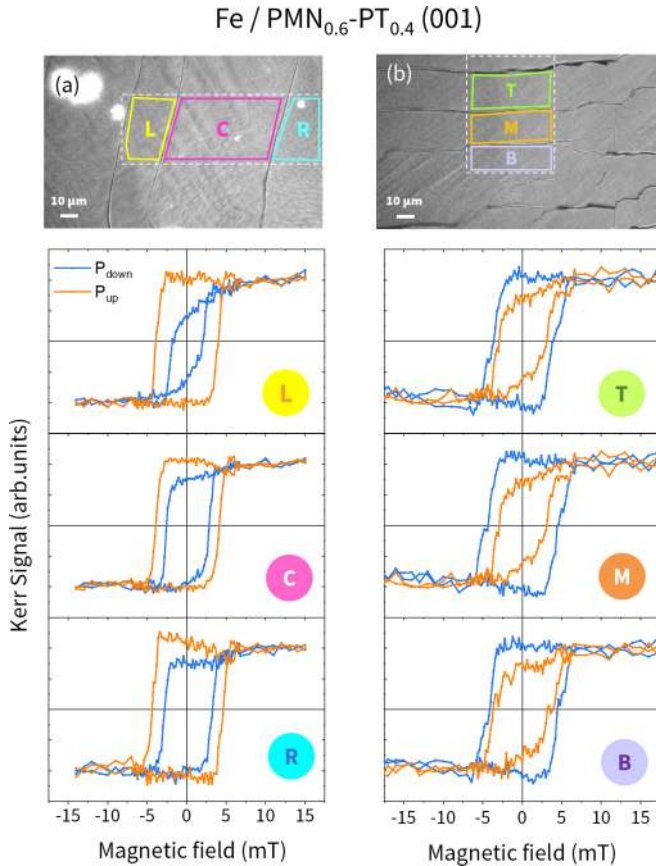 Fe / PMN0.6-PT0.4 (001)
(a)
L
C
R
10 μm
(b)
T
M
B
10 μm
Pdown
Pup
L
T
C
M
R
B
Kerr Signal (arb.units)
-15 -10 -5 0 5 10 15
-15 -10 -5 0 5 10 15
Magnetic field (mT)
Magnetic field (mT)